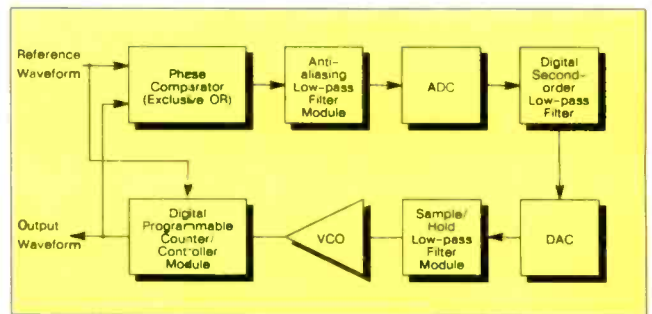 Reference
Waveform
Phase
Comparator
(Exclusive OR)
Anti-
aliasing
Low-pass
Filter
Module
ADC
Digital
Second-
order
Low-pass
Filter
Output
Waveform
Digital
Programmable
Counter/
Controller
Module
VCO
Sample/
Hold
Low-pass
Filter
Module
DAC